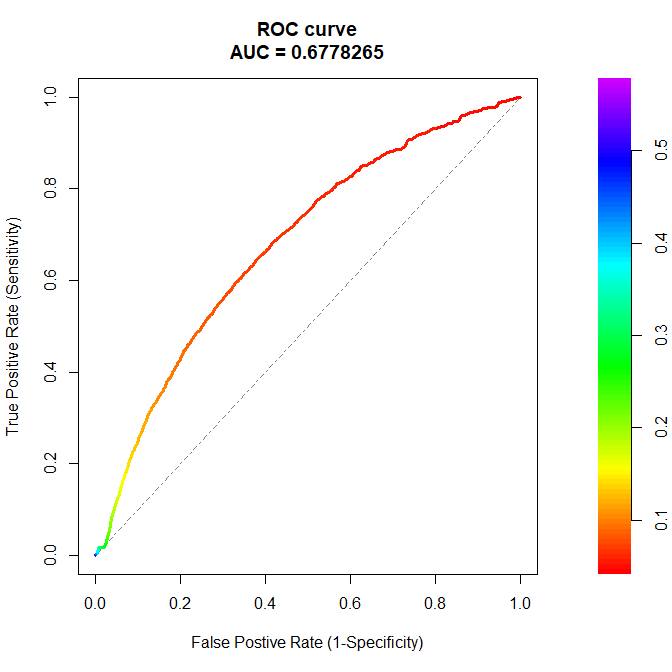 ROC curve
AUC = 0.6778265
True Positive Rate (Sensitivity)
1.0
0.8
0.6
0.4
0.2
0.0
0.0 0.2 0.4 0.6 0.8 1.0
False Postive Rate (1-Specificity)
0.5
0.4
0.3
0.2
0.1